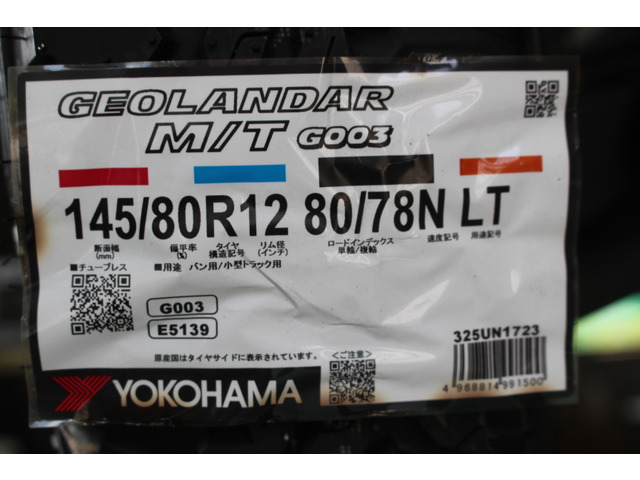 GEOLANDAR
M/T G003
145/80R12 80/78N LT
断面幅(mm) 偏平率(%) タイヤ構造記号 リム径(インチ) ロードインデックス単輪/複輪 速度記号 用途記号
■チューブレス ■用途 バン用/小型トラック用
G003
E5139
325UN1723
原産国はタイヤサイドに表示されています。
<ご注意>
YOKOHAMA
4968814991500